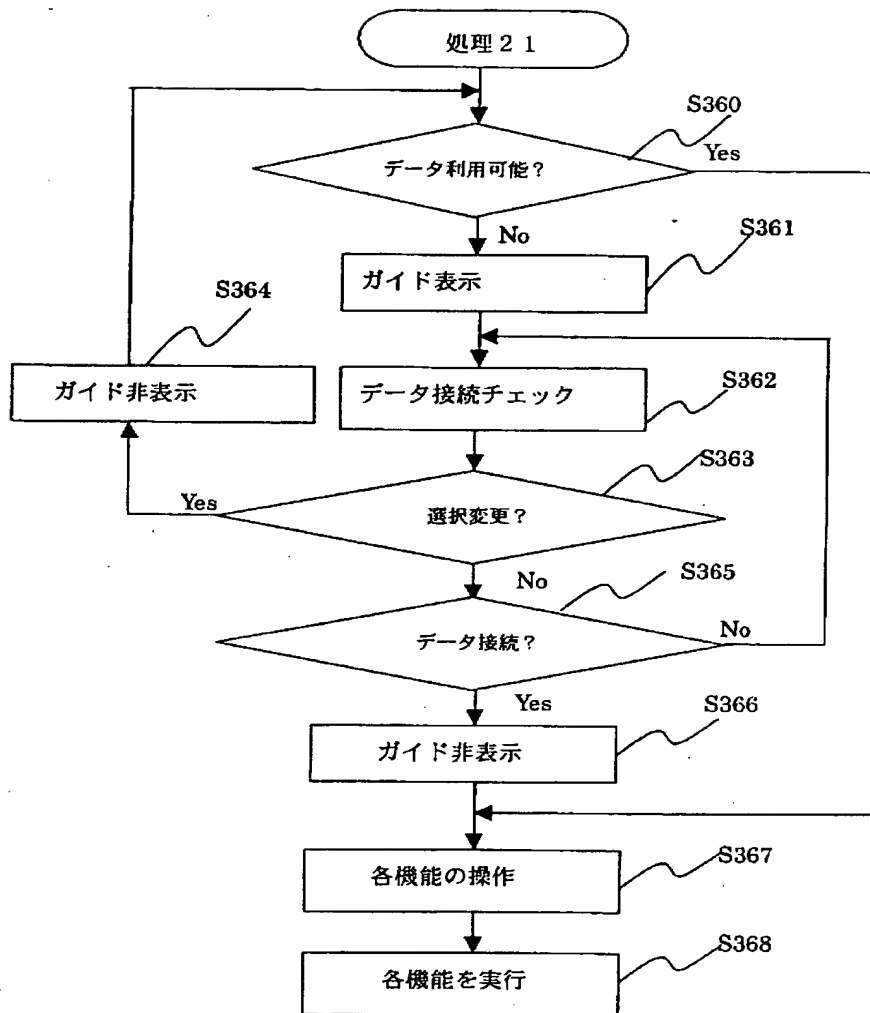 処理２１
S360
データ利用可能？
Yes
No
S361
ガイド表示
S364
ガイド非表示
S362
データ接続チェック
S363
選択変更？
Yes
No
S365
データ接続？
No
Yes
S366
ガイド非表示
S367
各機能の操作
S368
各機能を実行